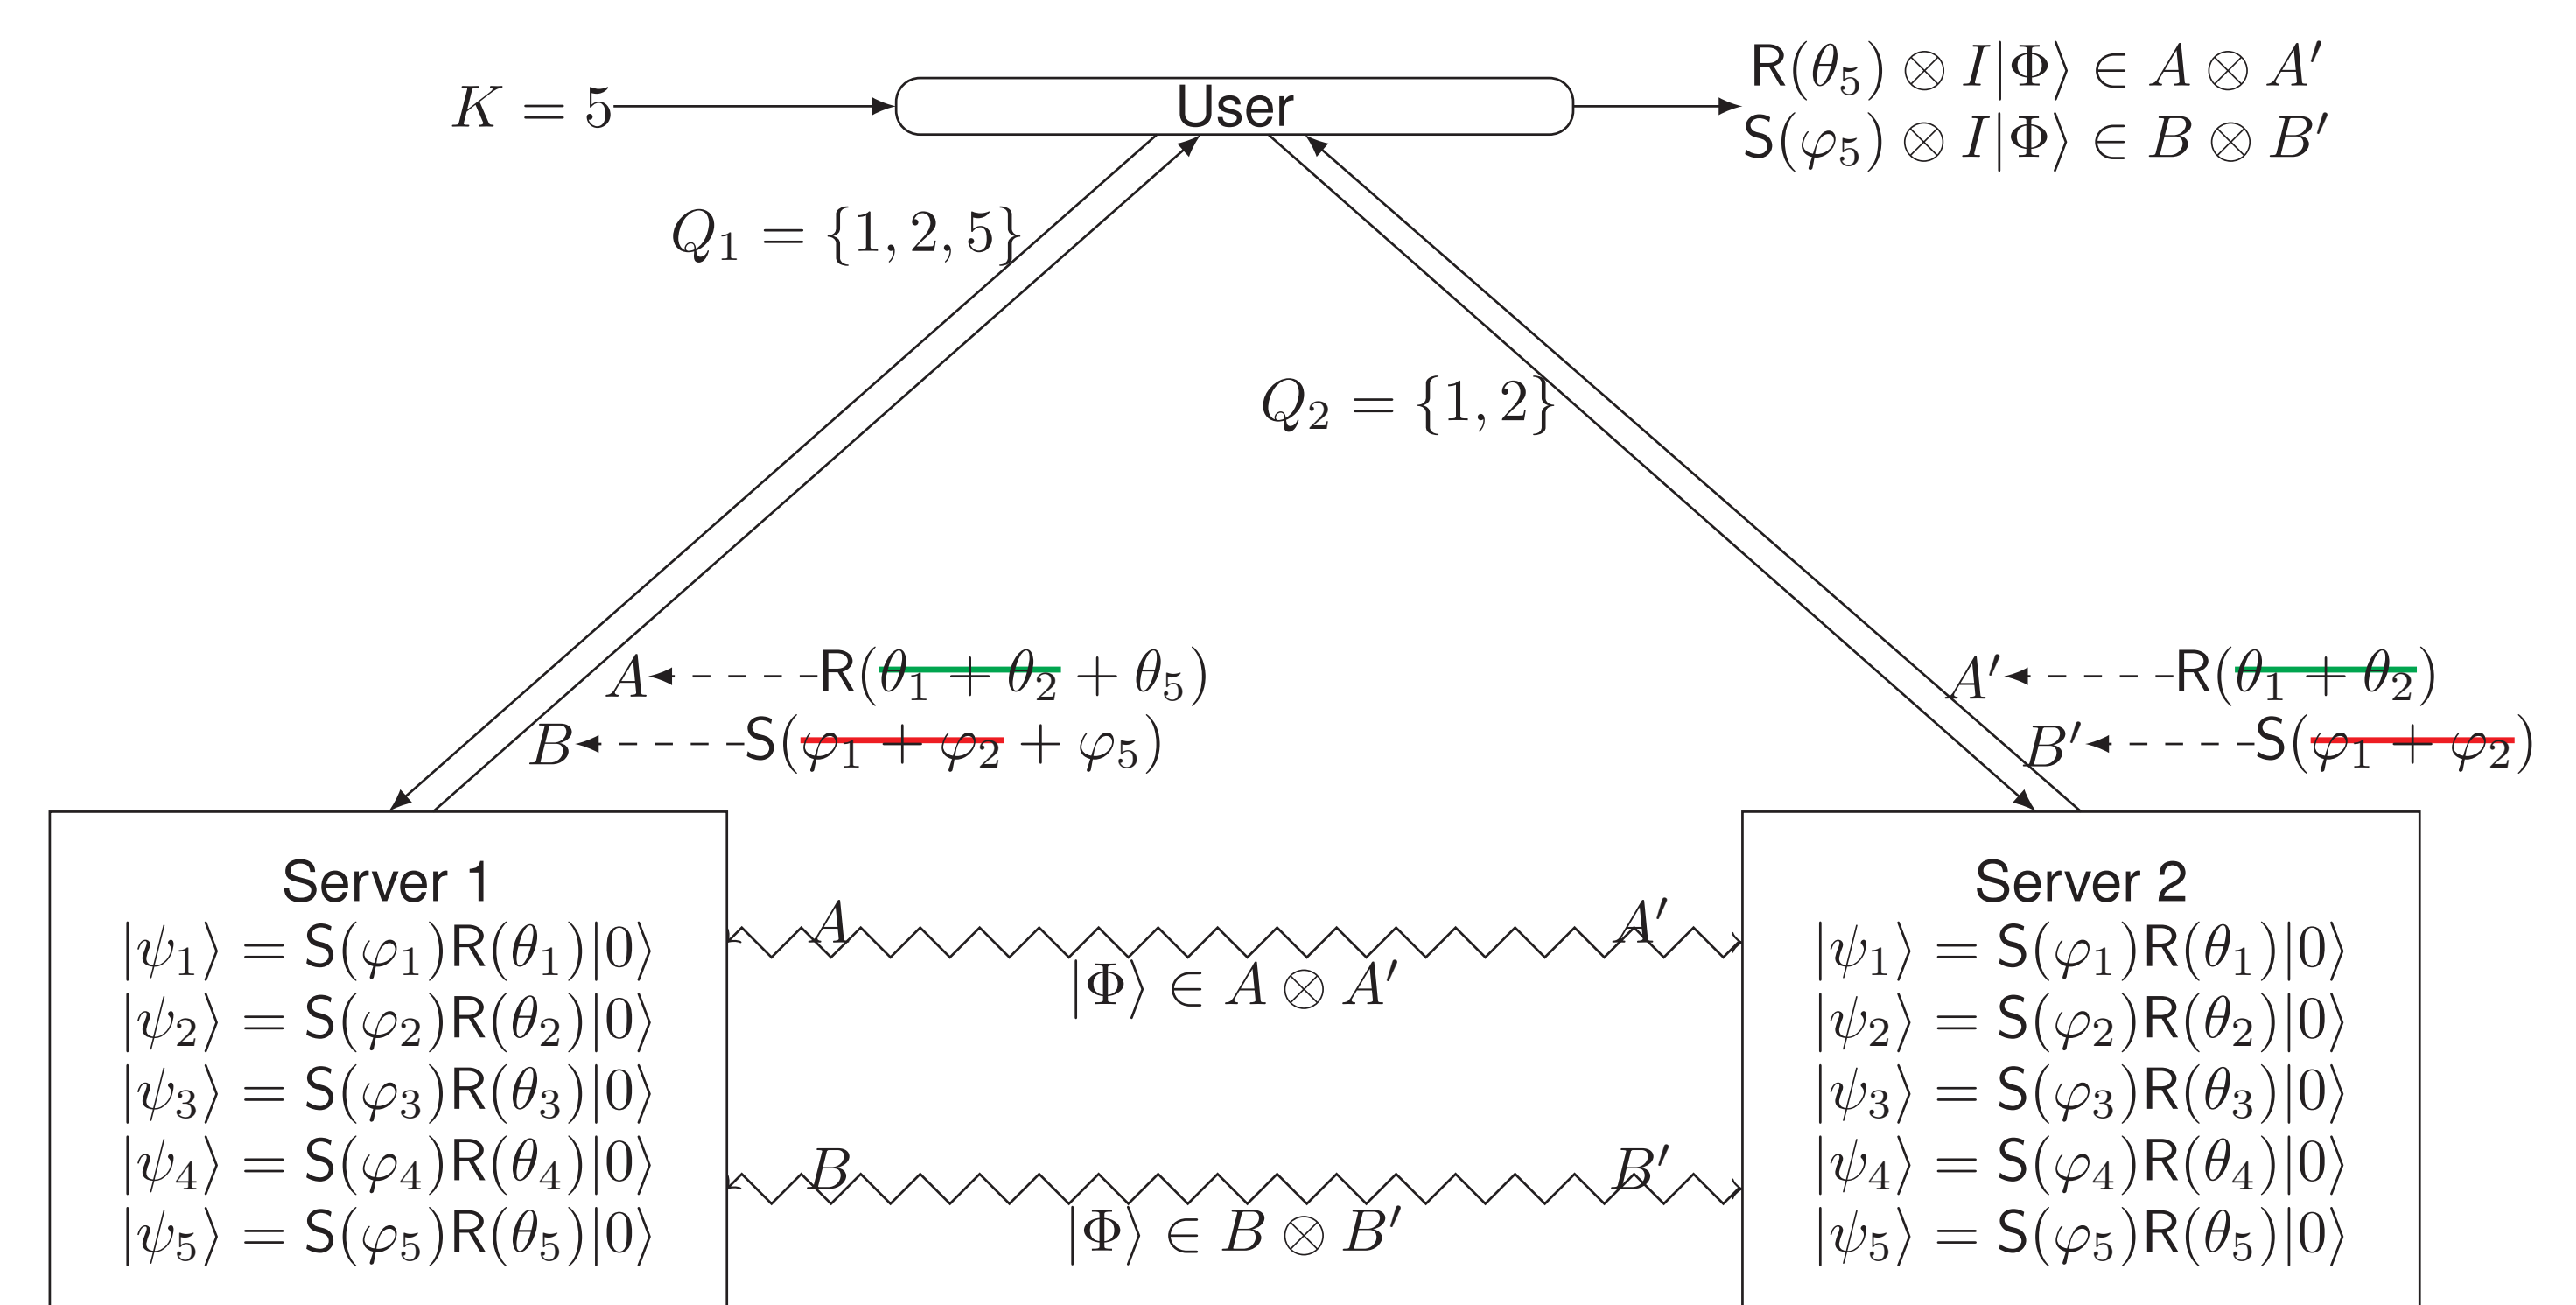 K = 5
User
R(θ₅) ⊗ I|Φ⟩ ∈ A ⊗ A′
S(φ₅) ⊗ I|Φ⟩ ∈ B ⊗ B′
Q₁ = {1, 2, 5}
Q₂ = {1, 2}
A R(θ₁ + θ₂ + θ₅)
B S(φ₁ + φ₂ + φ₅)
A′ R(θ₁ + θ₂)
B′ S(φ₁ + φ₂)
Server 1
|ψ₁⟩ = S(φ₁)R(θ₁)|0⟩
|ψ₂⟩ = S(φ₂)R(θ₂)|0⟩
|ψ₃⟩ = S(φ₃)R(θ₃)|0⟩
|ψ₄⟩ = S(φ₄)R(θ₄)|0⟩
|ψ₅⟩ = S(φ₅)R(θ₅)|0⟩
A A′
|Φ⟩ ∈ A ⊗ A′
B B′
|Φ⟩ ∈ B ⊗ B′
Server 2
|ψ₁⟩ = S(φ₁)R(θ₁)|0⟩
|ψ₂⟩ = S(φ₂)R(θ₂)|0⟩
|ψ₃⟩ = S(φ₃)R(θ₃)|0⟩
|ψ₄⟩ = S(φ₄)R(θ₄)|0⟩
|ψ₅⟩ = S(φ₅)R(θ₅)|0⟩